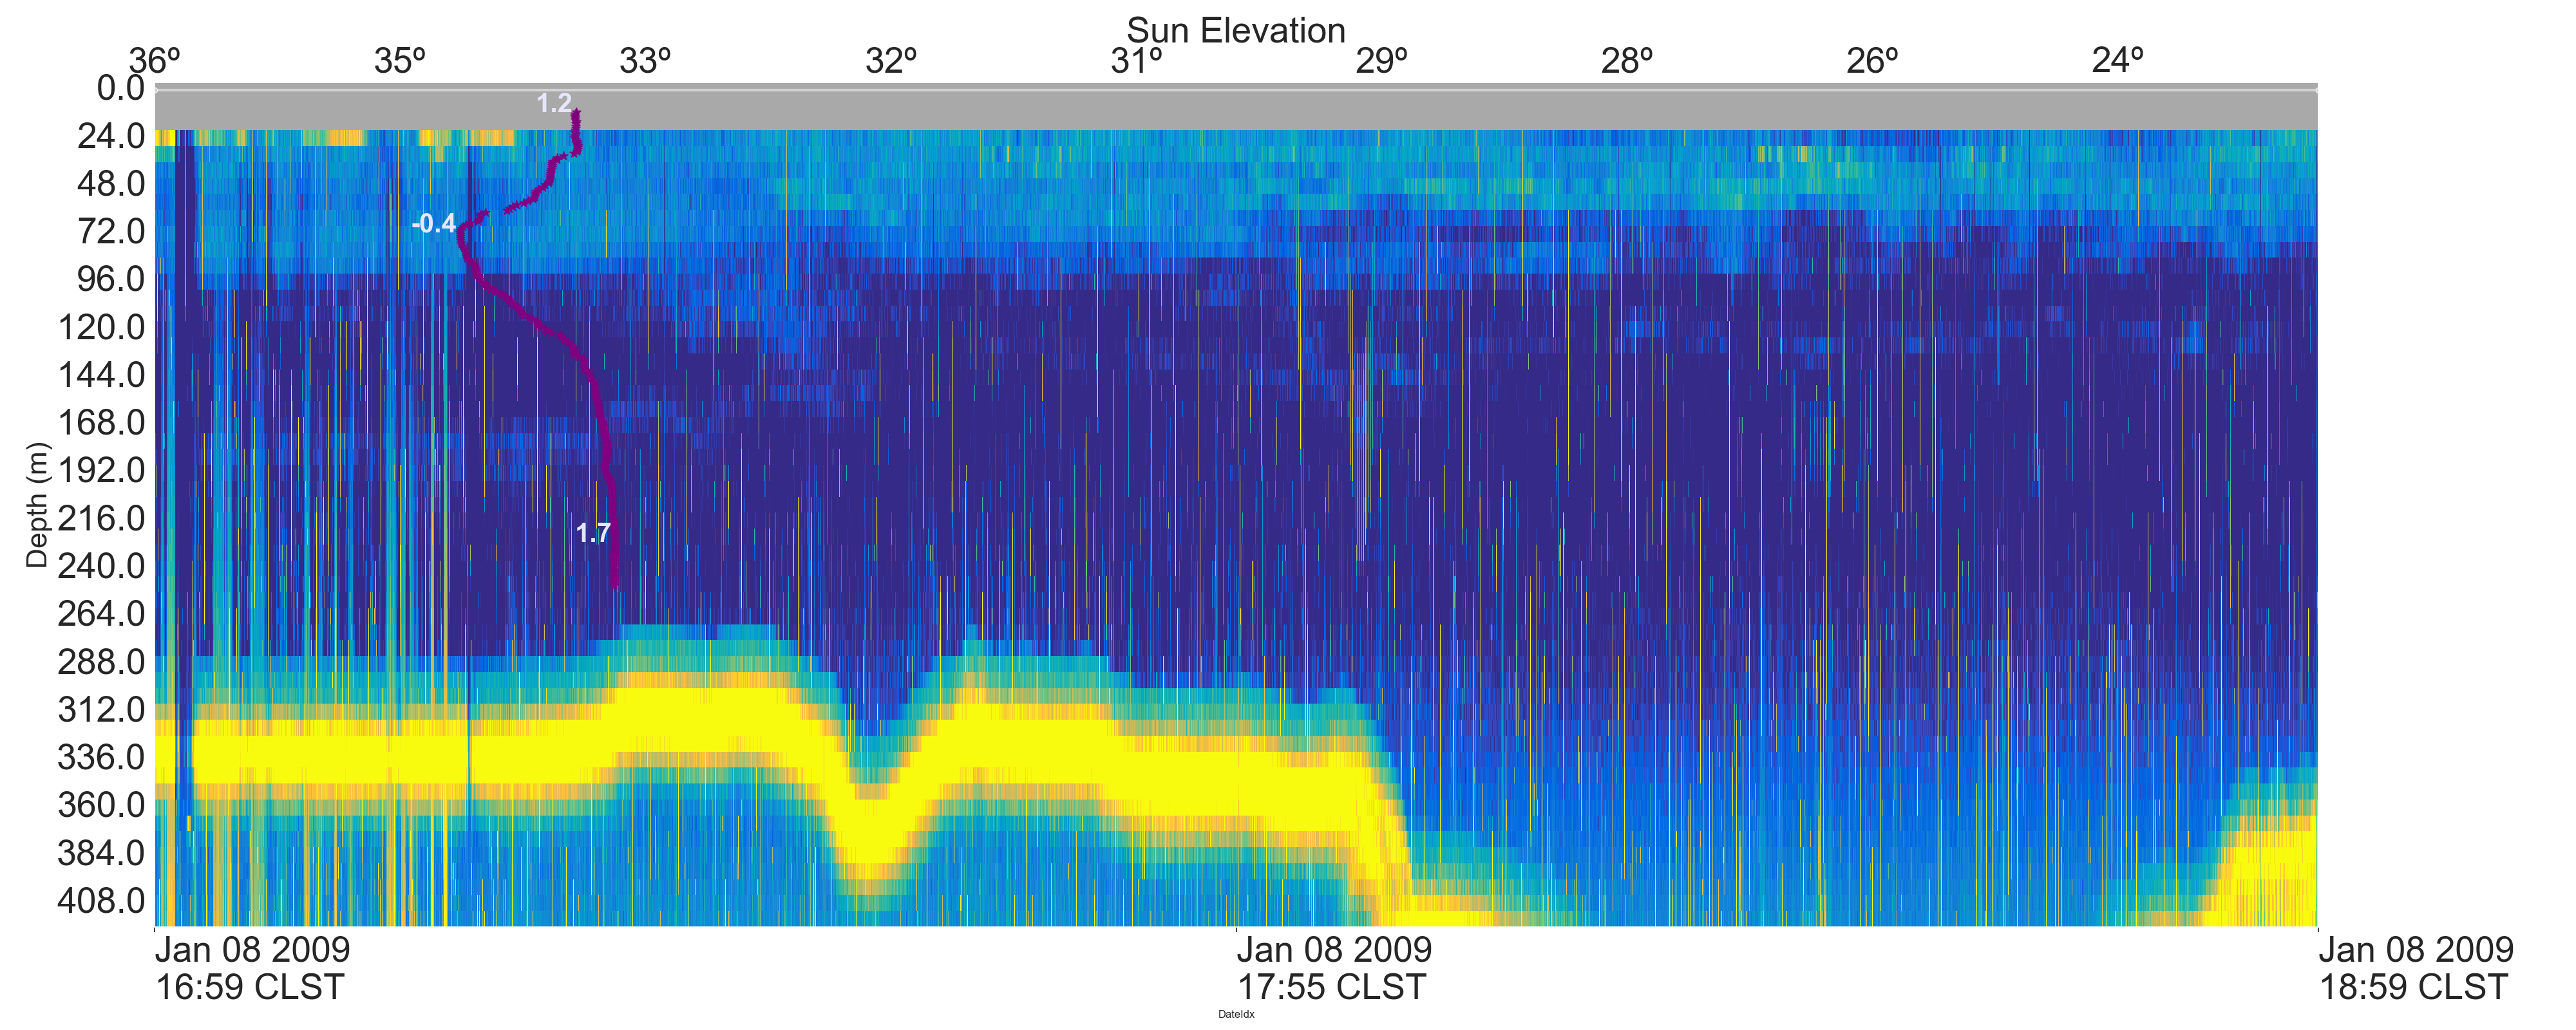 Sun Elevation
36º 35º 33º 32º 31º 29º 28º 26º 24º
0.0
24.0
48.0
72.0
96.0
120.0
144.0
168.0
192.0
216.0
240.0
264.0
288.0
312.0
336.0
360.0
384.0
408.0
Depth (m)
1.2
-0.4
1.7
Jan 08 2009
16:59 CLST
Jan 08 2009
17:55 CLST
Jan 08 2009
18:59 CLST
DateIdx